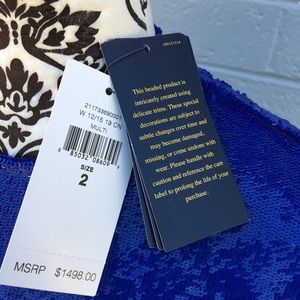 This beaded product is
intricately created using
delicate trims. These special
decorations are subject to
subtle changes over time and
may become damaged,
missing, or come undone with
wear. Please handle with
caution and reference the care
label to prolong the life of your
purchase.
W 12/15 19 CN
MULTI
SIZE
2
MSRP $1498.00